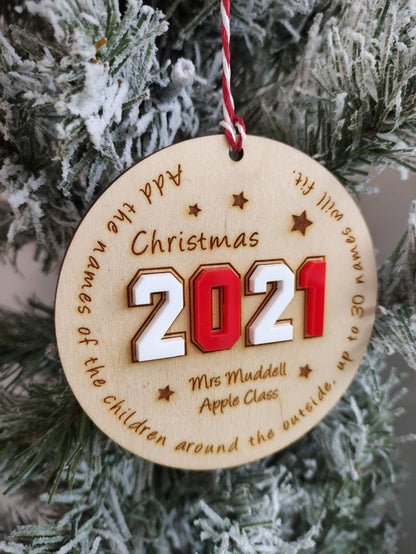 Add the names of the children around the outside, up to 30 names will fit.
Christmas
2021
Mrs Muddell
Apple Class